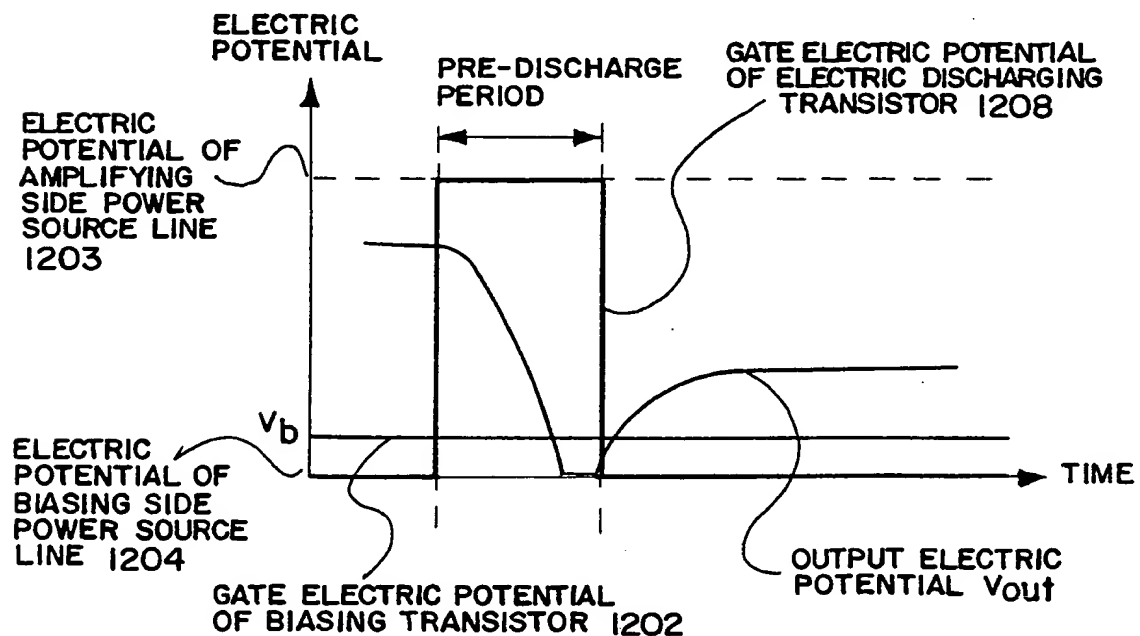 ELECTRIC
POTENTIAL
PRE-DISCHARGE
PERIOD
GATE ELECTRIC POTENTIAL
OF ELECTRIC DISCHARGING
TRANSISTOR 1208
ELECTRIC
POTENTIAL OF
AMPLIFYING
SIDE POWER
SOURCE LINE
1203
Vb
ELECTRIC
POTENTIAL OF
BIASING SIDE
POWER SOURCE
LINE 1204
TIME
GATE ELECTRIC POTENTIAL
OF BIASING TRANSISTOR 1202
OUTPUT ELECTRIC
POTENTIAL Vout